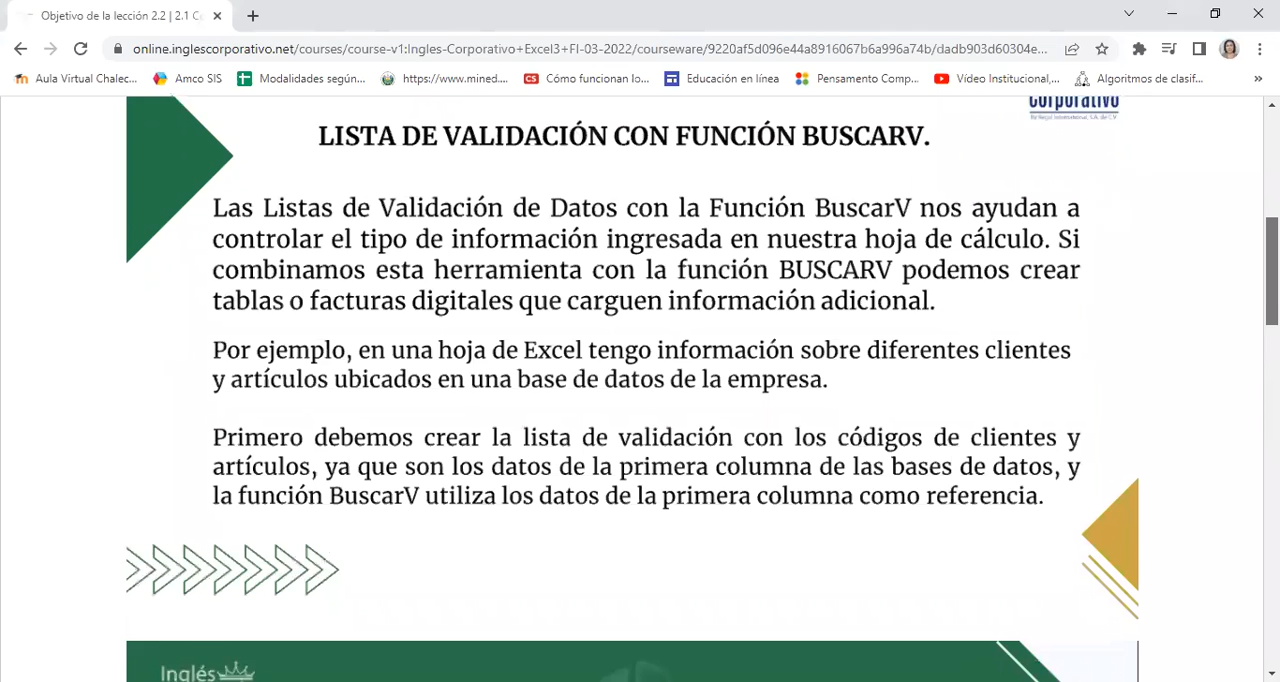 Objetivo de la lección 2.2 | 2.1 Co
online.inglescorporativo.net/courses/course-v1:Ingles-Corporativo+Excel3+FI-03-2022/courseware/9220af5d096e44a8916067b6a996a74b/dadb903d60304e...
Aula Virtual Chalec... Amco SIS Modalidades según... https://www.mined.... CS Cómo funcionan lo... Educación en línea Pensamento Comp... Vídeo Institucional,... Algoritmos de clasif... »
corporativo
LISTA DE VALIDACIÓN CON FUNCIÓN BUSCARV.
Las Listas de Validación de Datos con la Función BuscarV nos ayudan a
controlar el tipo de información ingresada en nuestra hoja de cálculo. Si
combinamos esta herramienta con la función BUSCARV podemos crear
tablas o facturas digitales que carguen información adicional.
Por ejemplo, en una hoja de Excel tengo información sobre diferentes clientes
y artículos ubicados en una base de datos de la empresa.
Primero debemos crear la lista de validación con los códigos de clientes y
artículos, ya que son los datos de la primera columna de las bases de datos, y
la función BuscarV utiliza los datos de la primera columna como referencia.
Inglés